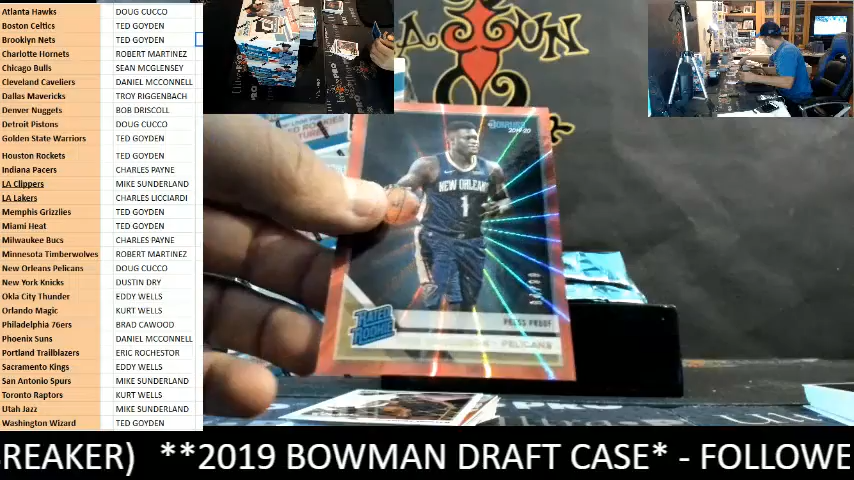 Atlanta Hawks DOUG CUCCO
Boston Celtics TED GOYDEN
Brooklyn Nets TED GOYDEN
Charlotte Hornets ROBERT MARTINEZ
Chicago Bulls SEAN MCGLENSEY
Cleveland Caveliers DANIEL MCCONNELL
Dallas Mavericks TROY RIGGENBACH
Denver Nuggets BOB DRISCOLL
Detroit Pistons DOUG CUCCO
Golden State Warriors TED GOYDEN
Houston Rockets TED GOYDEN
Indiana Pacers CHARLES PAYNE
LA Clippers MIKE SUNDERLAND
LA Lakers CHARLES LICCIARDI
Memphis Grizzlies TED GOYDEN
Miami Heat TED GOYDEN
Milwaukee Bucs CHARLES PAYNE
Minnesota Timberwolves ROBERT MARTINEZ
New Orleans Pelicans DOUG CUCCO
New York Knicks DUSTIN DRY
Okla City Thunder EDDY WELLS
Orlando Magic KURT WELLS
Philadelphia 76ers BRAD CAWOOD
Phoenix Suns DANIEL MCCONNELL
Portland Trailblazers ERIC ROCHESTOR
Sacramento Kings EDDY WELLS
San Antonio Spurs MIKE SUNDERLAND
Toronto Raptors KURT WELLS
Utah Jazz MIKE SUNDERLAND
Washington Wizard TED GOYDEN
DONRUSS
2019-20
NEW ORLEANS
1
PRESS PROOF
RATED
ROOKIE
PELICANS
REAKER) **2019 BOWMAN DRAFT CASE* - FOLLOWE